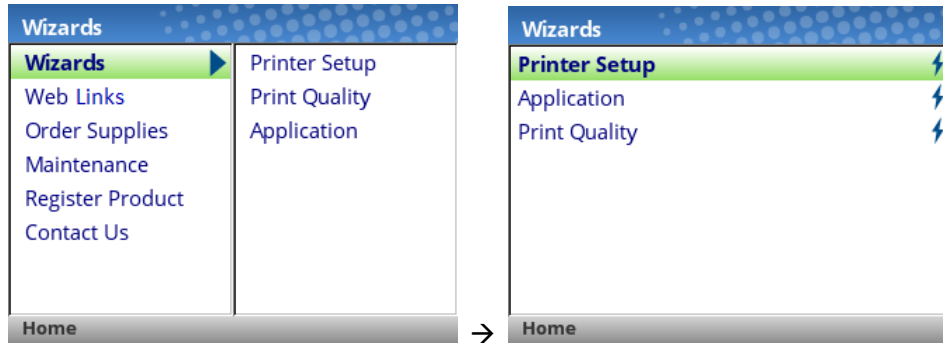 Wizards
Wizards
Web Links
Order Supplies
Maintenance
Register Product
Contact Us
Printer Setup
Print Quality
Application
Home
→
Wizards
Printer Setup
Application
Print Quality
Home